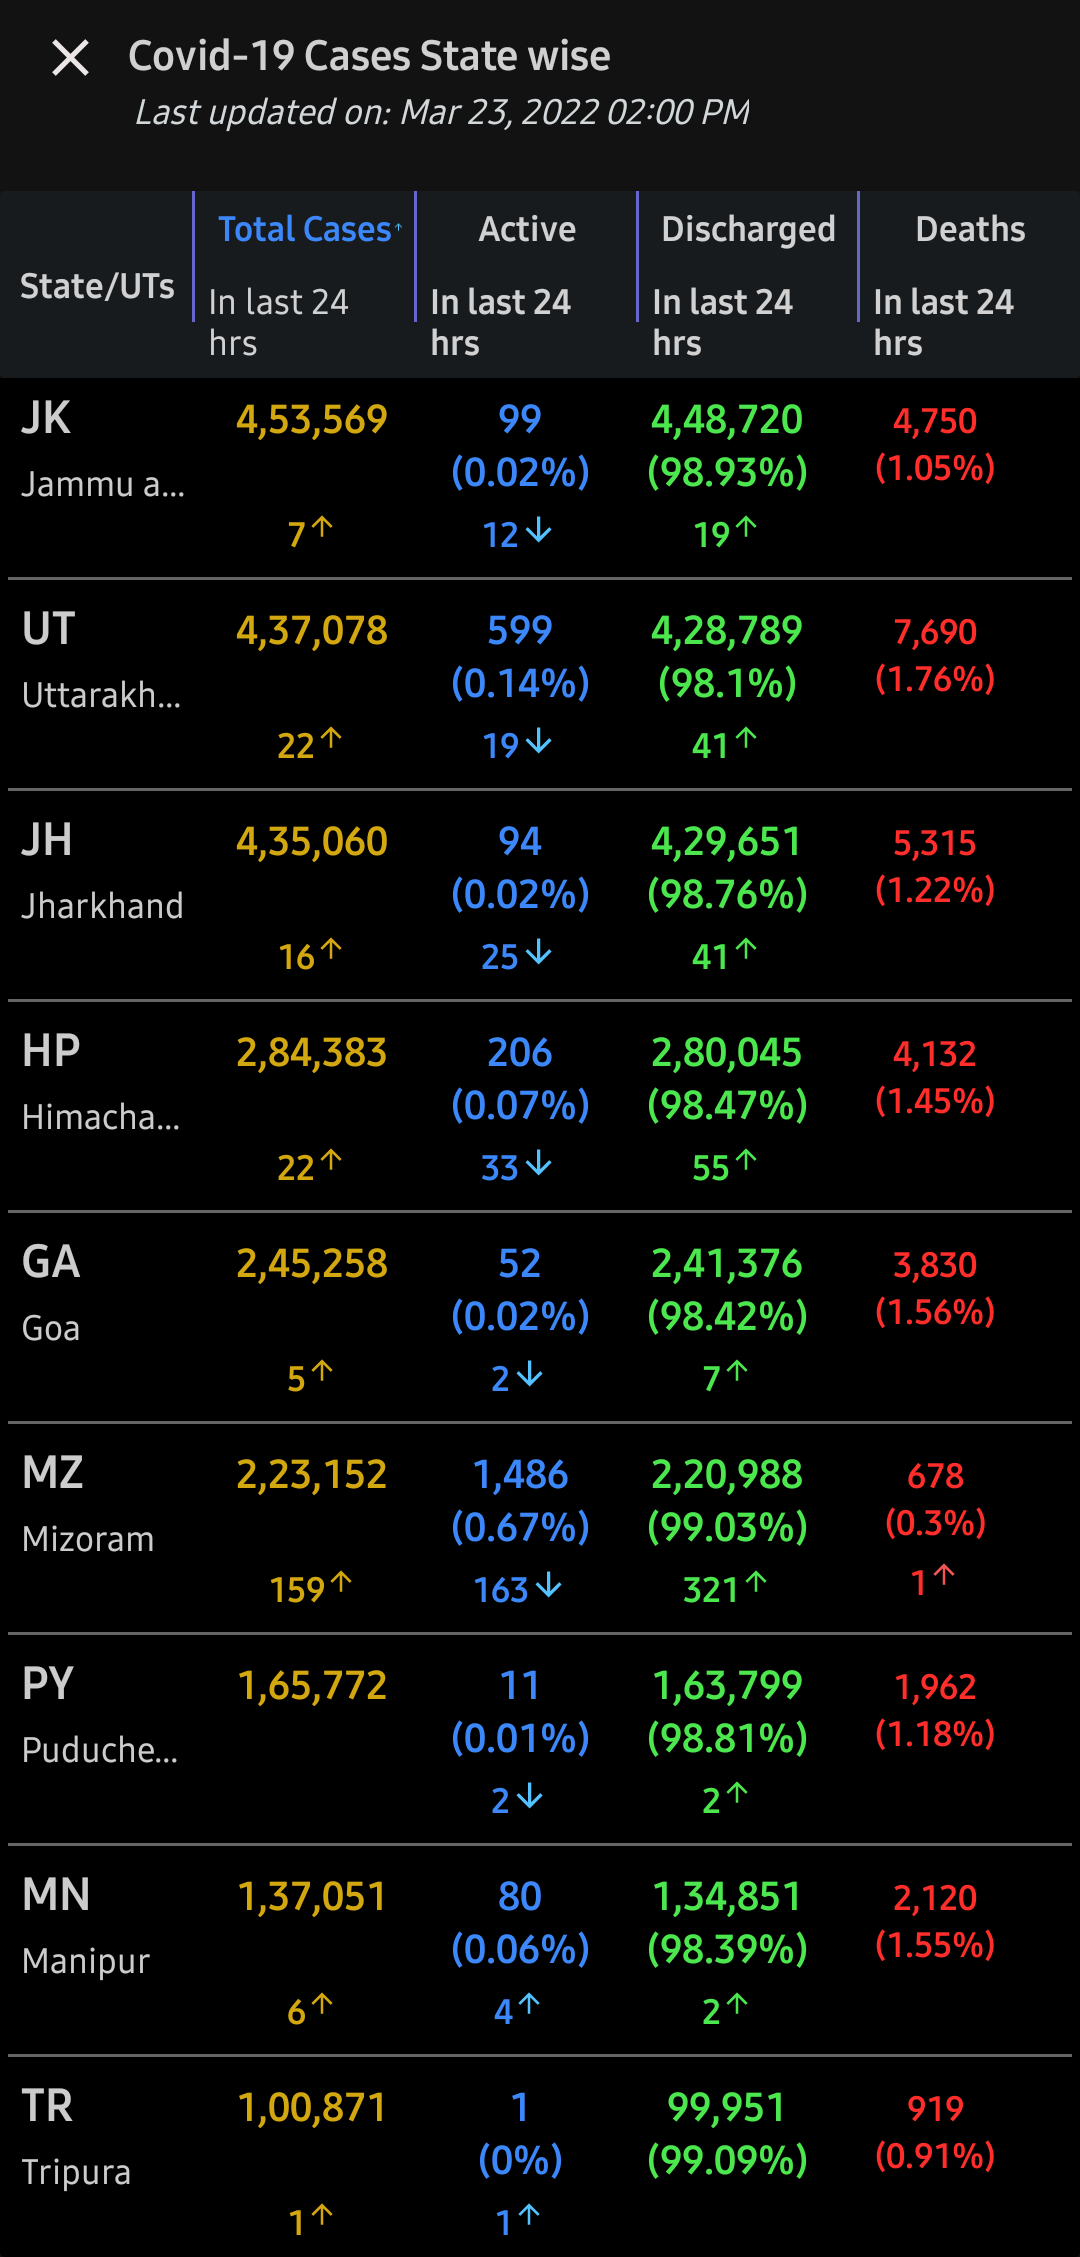 Covid-19 Cases State wise
Last updated on: Mar 23, 2022 02:00 PM
State/UTs
Total Cases↑ Active Discharged Deaths
In last 24 hrs In last 24 hrs In last 24 hrs In last 24 hrs
JK 4,53,569 99 4,48,720 4,750
Jammu a... (0.02%) (98.93%) (1.05%)
7↑ 12↓ 19↑
UT 4,37,078 599 4,28,789 7,690
Uttarakh... (0.14%) (98.1%) (1.76%)
22↑ 19↓ 41↑
JH 4,35,060 94 4,29,651 5,315
Jharkhand (0.02%) (98.76%) (1.22%)
16↑ 25↓ 41↑
HP 2,84,383 206 2,80,045 4,132
Himacha... (0.07%) (98.47%) (1.45%)
22↑ 33↓ 55↑
GA 2,45,258 52 2,41,376 3,830
Goa (0.02%) (98.42%) (1.56%)
5↑ 2↓ 7↑
MZ 2,23,152 1,486 2,20,988 678
Mizoram (0.67%) (99.03%) (0.3%)
159↑ 163↓ 321↑ 1↑
PY 1,65,772 11 1,63,799 1,962
Puduche... (0.01%) (98.81%) (1.18%)
2↓ 2↑
MN 1,37,051 80 1,34,851 2,120
Manipur (0.06%) (98.39%) (1.55%)
6↑ 4↑ 2↑
TR 1,00,871 1 99,951 919
Tripura (0%) (99.09%) (0.91%)
1↑ 1↑